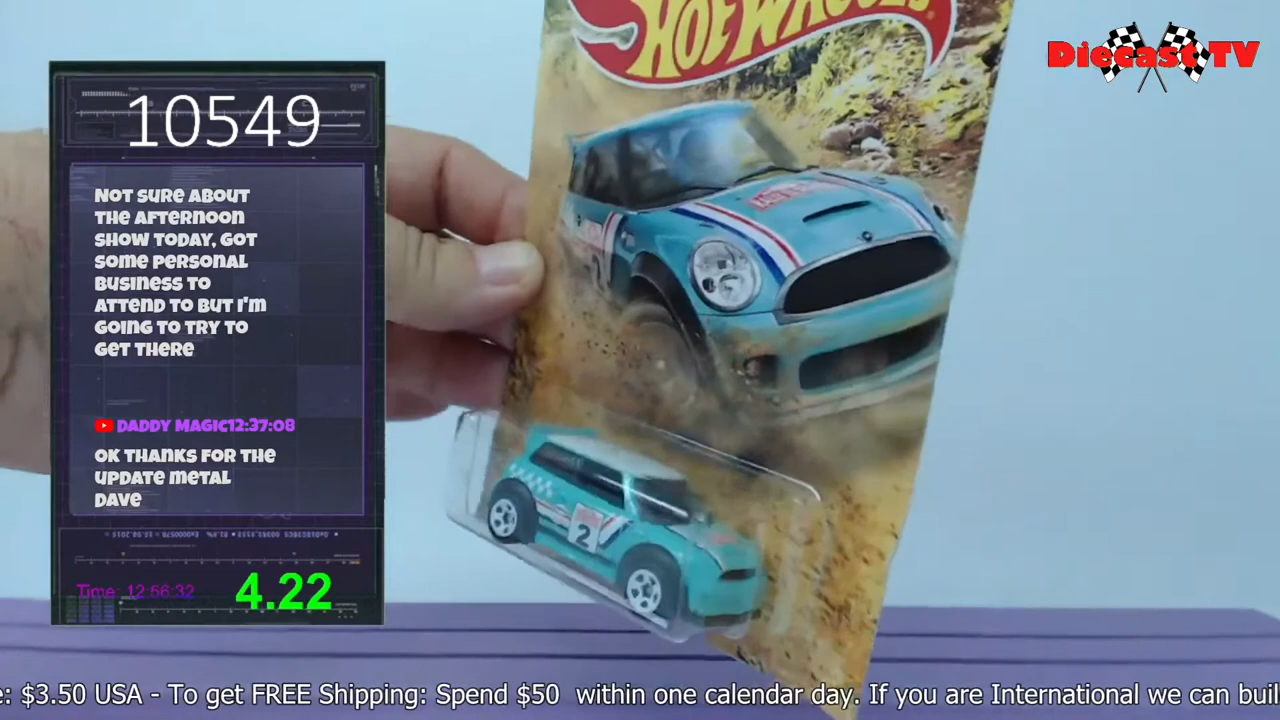 HOT WHEELS
Diecast TV
10549
NOT SURE ABOUT
THE AFTERNOON
SHOW TODAY, GOT
SOME PERSONAL
BUSINESS TO
ATTEND TO BUT I'M
GOING TO TRY TO
GET THERE
DADDY MAGIC12:37:08
OK THANKS FOR THE
UPDATE METAL
DAVE
Time: 12:56:32
4.22
2
e: $3.50 USA - To get FREE Shipping: Spend $50 within one calendar day. If you are International we can buil